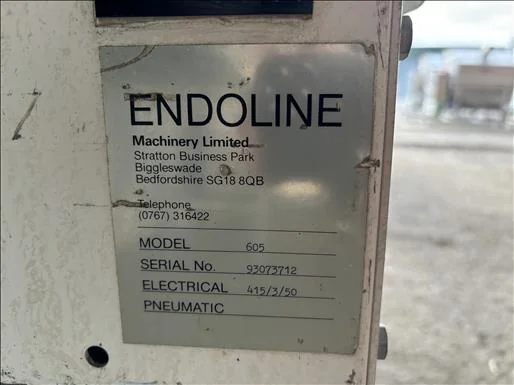 ENDOLINE
Machinery Limited
Stratton Business Park
Biggleswade
Bedfordshire SG18 8QB
Telephone
(0767) 316422
MODEL 605
SERIAL No. 93073712
ELECTRICAL 415/3/50
PNEUMATIC